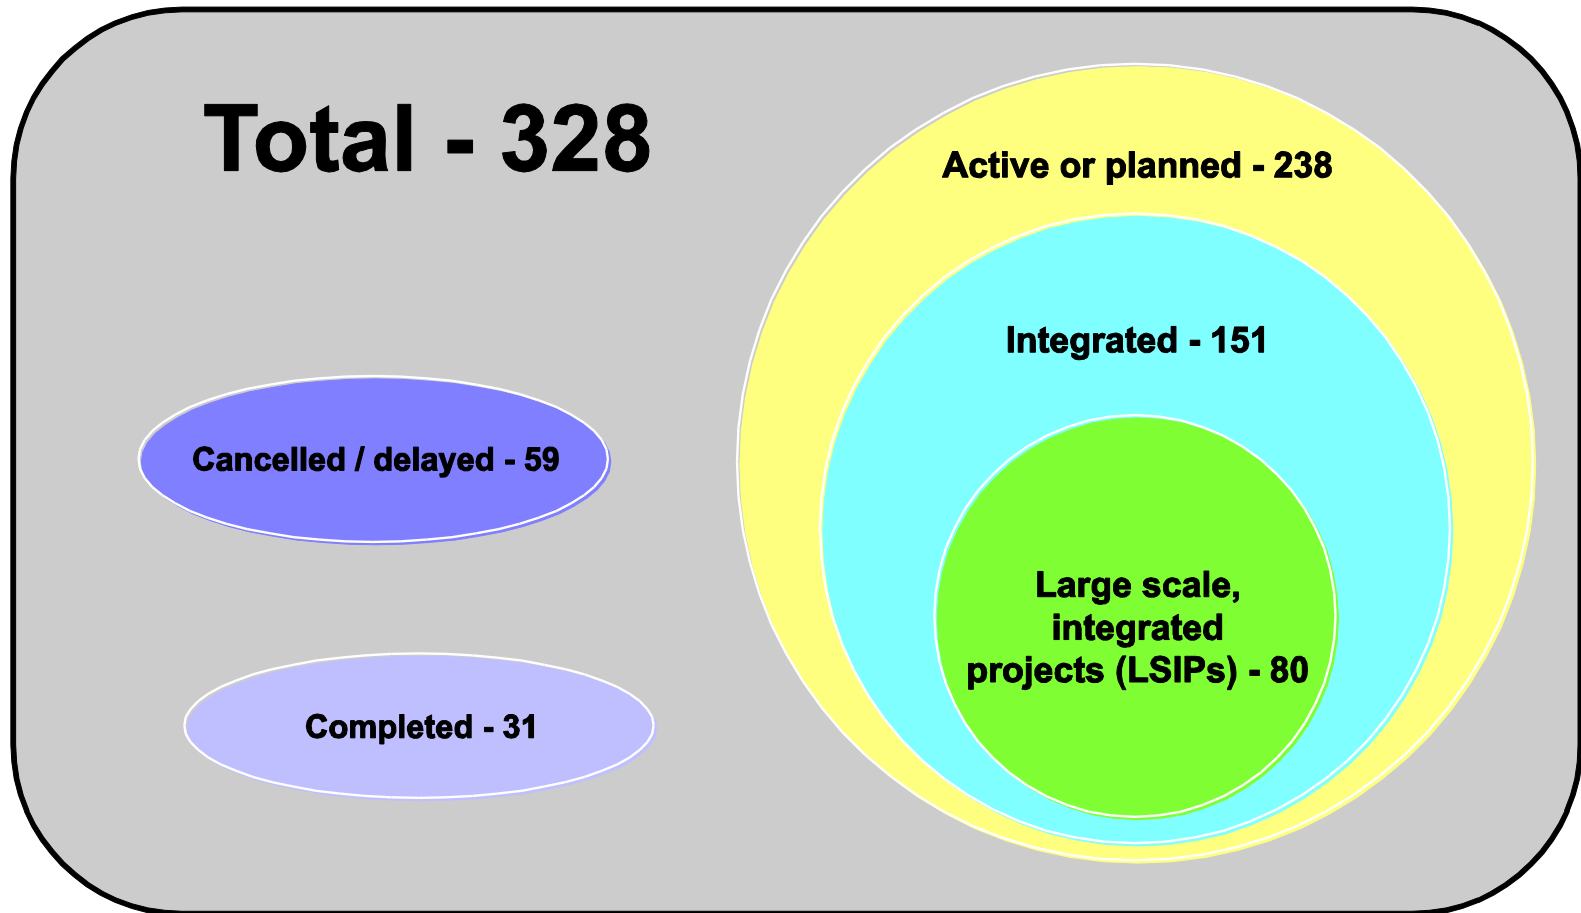 Total - 328
Active or planned - 238
Integrated - 151
Cancelled / delayed - 59
Large scale,
integrated
projects (LSIPs) - 80
Completed - 31